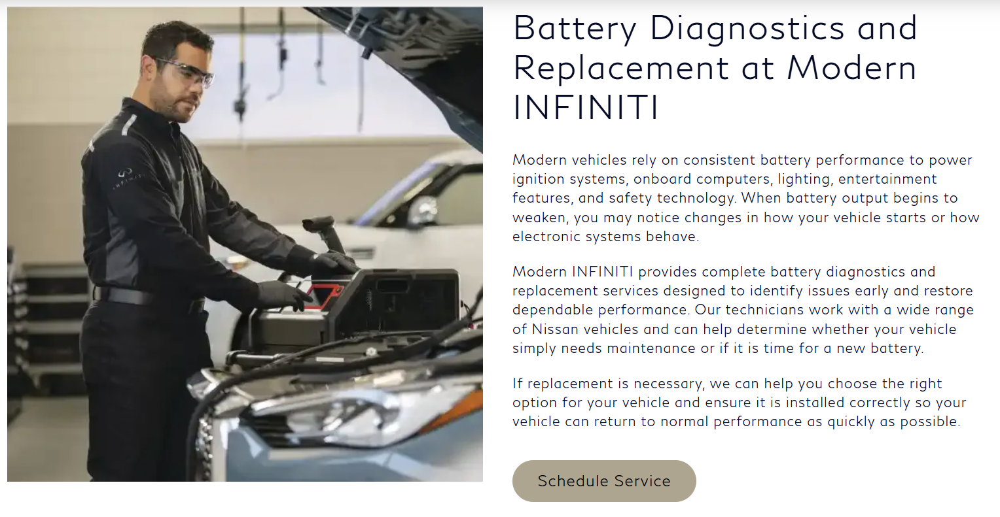 Battery Diagnostics and
Replacement at Modern
INFINITI
Modern vehicles rely on consistent battery performance to power
ignition systems, onboard computers, lighting, entertainment
features, and safety technology. When battery output begins to
weaken, you may notice changes in how your vehicle starts or how
electronic systems behave.
Modern INFINITI provides complete battery diagnostics and
replacement services designed to identify issues early and restore
dependable performance. Our technicians work with a wide range
of Nissan vehicles and can help determine whether your vehicle
simply needs maintenance or if it is time for a new battery.
If replacement is necessary, we can help you choose the right
option for your vehicle and ensure it is installed correctly so your
vehicle can return to normal performance as quickly as possible.
Schedule Service
INFINITI